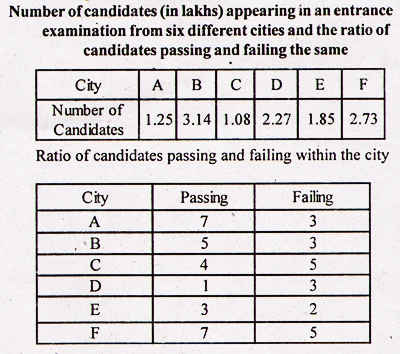 Number of candidates (in lakhs) appearing in an entrance
examination from six different cities and the ratio of
candidates passing and failing the same
City A B C D E F
Number of
Candidates 1.25 3.14 1.08 2.27 1.85 2.73
Ratio of candidates passing and failing within the city
City Passing Failing
A 7 3
B 5 3
C 4 5
D 1 3
E 3 2
F 7 5